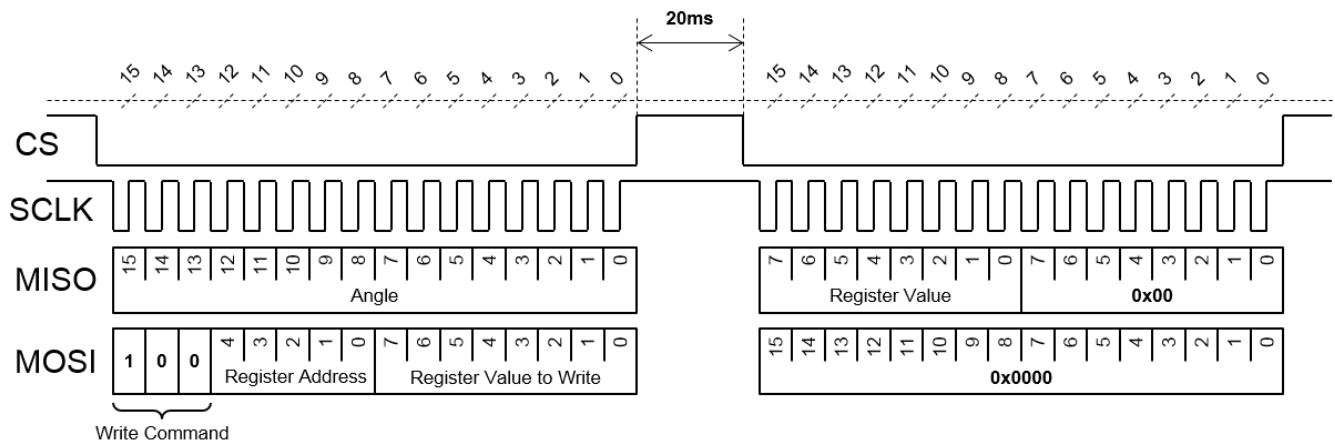 20ms
15 14 13 12 11 10 9 8 7 6 5 4 3 2 1 0 15 14 13 12 11 10 9 8 7 6 5 4 3 2 1 0
CS
SCLK
MISO 15 14 13 12 11 10 9 8 7 6 5 4 3 2 1 0 7 6 5 4 3 2 1 0 7 6 5 4 3 2 1 0
Angle Register Value 0x00
MOSI 1 0 0 4 3 2 1 0 7 6 5 4 3 2 1 0 15 14 13 12 11 10 9 8 7 6 5 4 3 2 1 0
Register Address Register Value to Write 0x0000
Write Command